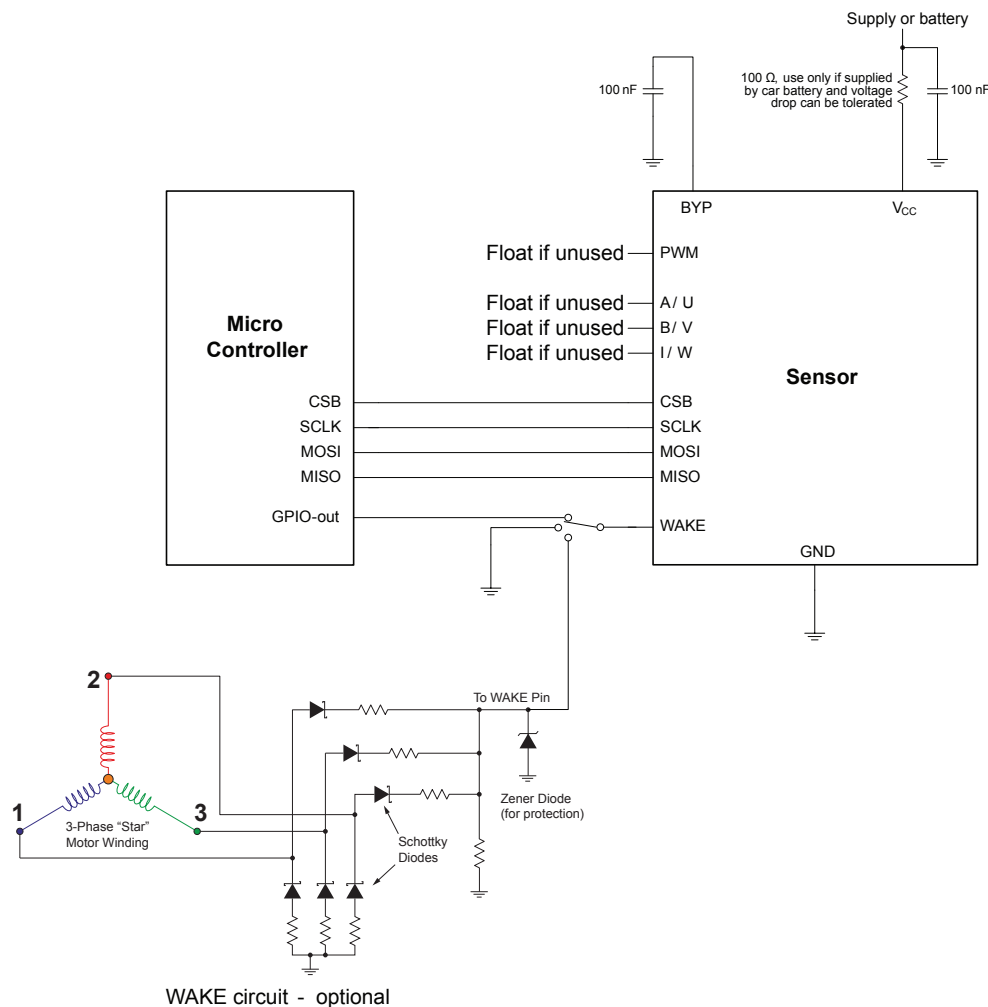 Supply or battery
100 nF
100 Ω, use only if supplied
by car battery and voltage
drop can be tolerated
100 nF
BYP
VCC
Float if unused
PWM
Float if unused
A / U
Float if unused
B / V
Float if unused
I / W
Micro
Controller
Sensor
CSB
CSB
SCLK
SCLK
MOSI
MOSI
MISO
MISO
GPIO-out
WAKE
GND
2
To WAKE Pin
1
3
3-Phase “Star”
Motor Winding
Zener Diode
(for protection)
Schottky
Diodes
WAKE circuit - optional